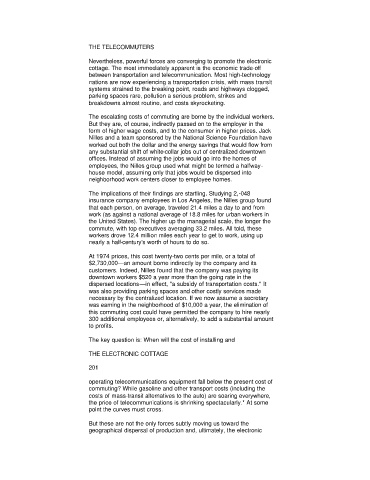 THE TELECOMMUTERS
Nevertheless, powerful forces are converging to promote the electronic
cottage. The most immediately apparent is the economic trade-off
between transportation and telecommunication. Most high-technology
nations are now experiencing a transportation crisis, with mass transit
systems strained to the breaking point, roads and highways clogged,
parking spaces rare, pollution a serious problem, strikes and
breakdowns almost routine, and costs skyrocketing.
The escalating costs of commuting are borne by the individual workers.
But they are, of course, indirectly passed on to the employer in the
form of higher wage costs, and to the consumer in higher prices. Jack
Nilles and a team sponsored by the National Science Foundation have
worked out both the dollar and the energy savings that would flow from
any substantial shift of white-collar jobs out of centralized downtown
offices. Instead of assuming the jobs would go into the homes of
employees, the Nilles group used what might be termed a halfway-
house model, assuming only that jobs would be dispersed into
neighborhood work centers closer to employee homes.
The implications of their findings are startling. Studying 2,-048
insurance company employees in Los Angeles, the Nilles group found
that each person, on average, traveled 21.4 miles a day to and from
work (as against a national average of 18.8 miles for urban workers in
the United States). The higher up the managerial scale, the longer the
commute, with top executives averaging 33.2 miles. All told, these
workers drove 12.4 million miles each year to get to work, using up
nearly a half-century's worth of hours to do so.
At 1974 prices, this cost twenty-two cents per mile, or a total of
$2,730,000—an amount borne indirectly by the company and its
customers. Indeed, Nilles found that the company was paying its
downtown workers $520 a year more than the going rate in the
dispersed locations—in effect, "a subsidy of transportation costs." It
was also providing parking spaces and other costly services made
necessary by the centralized location. If we now assume a secretary
was earning in the neighborhood of $10,000 a year, the elimination of
this commuting cost could have permitted the company to hire nearly
300 additional employees or, alternatively, to add a substantial amount
to profits.
The key question is: When will the cost of installing and
THE ELECTRONIC COTTAGE
201
operating telecommunications equipment fall below the present cost of
commuting? While gasoline and other transport costs (including the
costs of mass-transit alternatives to the auto) are soaring everywhere,
the price of telecommunications is shrinking spectacularly.* At some
point the curves must cross.
But these are not the only forces subtly moving us toward the
geographical dispersal of production and, ultimately, the electronic